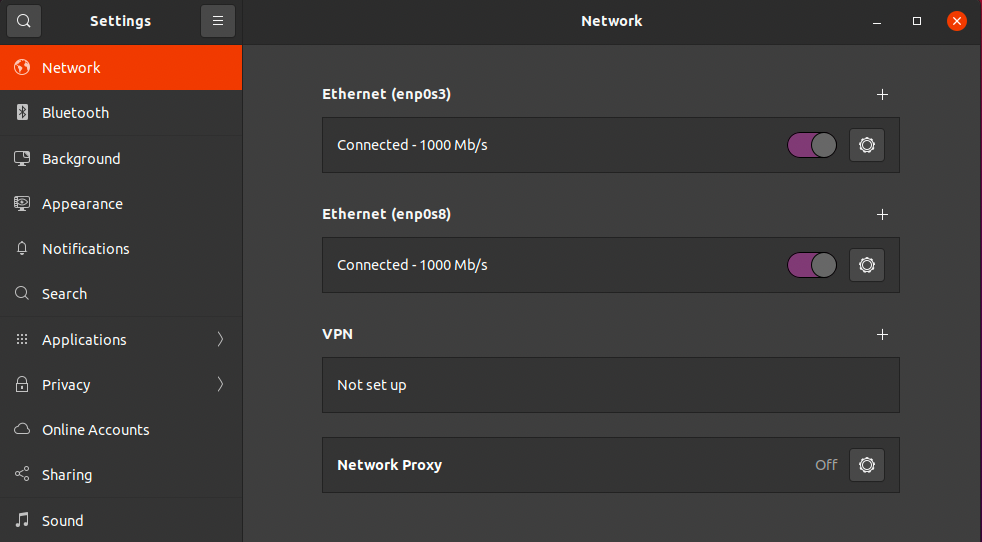 Settings
Network
Network
Bluetooth
Background
Appearance
Notifications
Search
Applications
Privacy
Online Accounts
Sharing
Sound
Ethernet (enp0s3)
Connected - 1000 Mb/s
Ethernet (enp0s8)
Connected - 1000 Mb/s
VPN
Not set up
Network Proxy Off